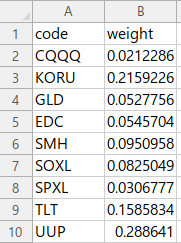 A B
1 code weight
2 CQQQ 0.0212286
3 KORU 0.2159226
4 GLD 0.0527756
5 EDC 0.0545704
6 SMH 0.0950958
7 SOXL 0.0825049
8 SPXL 0.0306777
9 TLT 0.1585834
10 UUP 0.288641